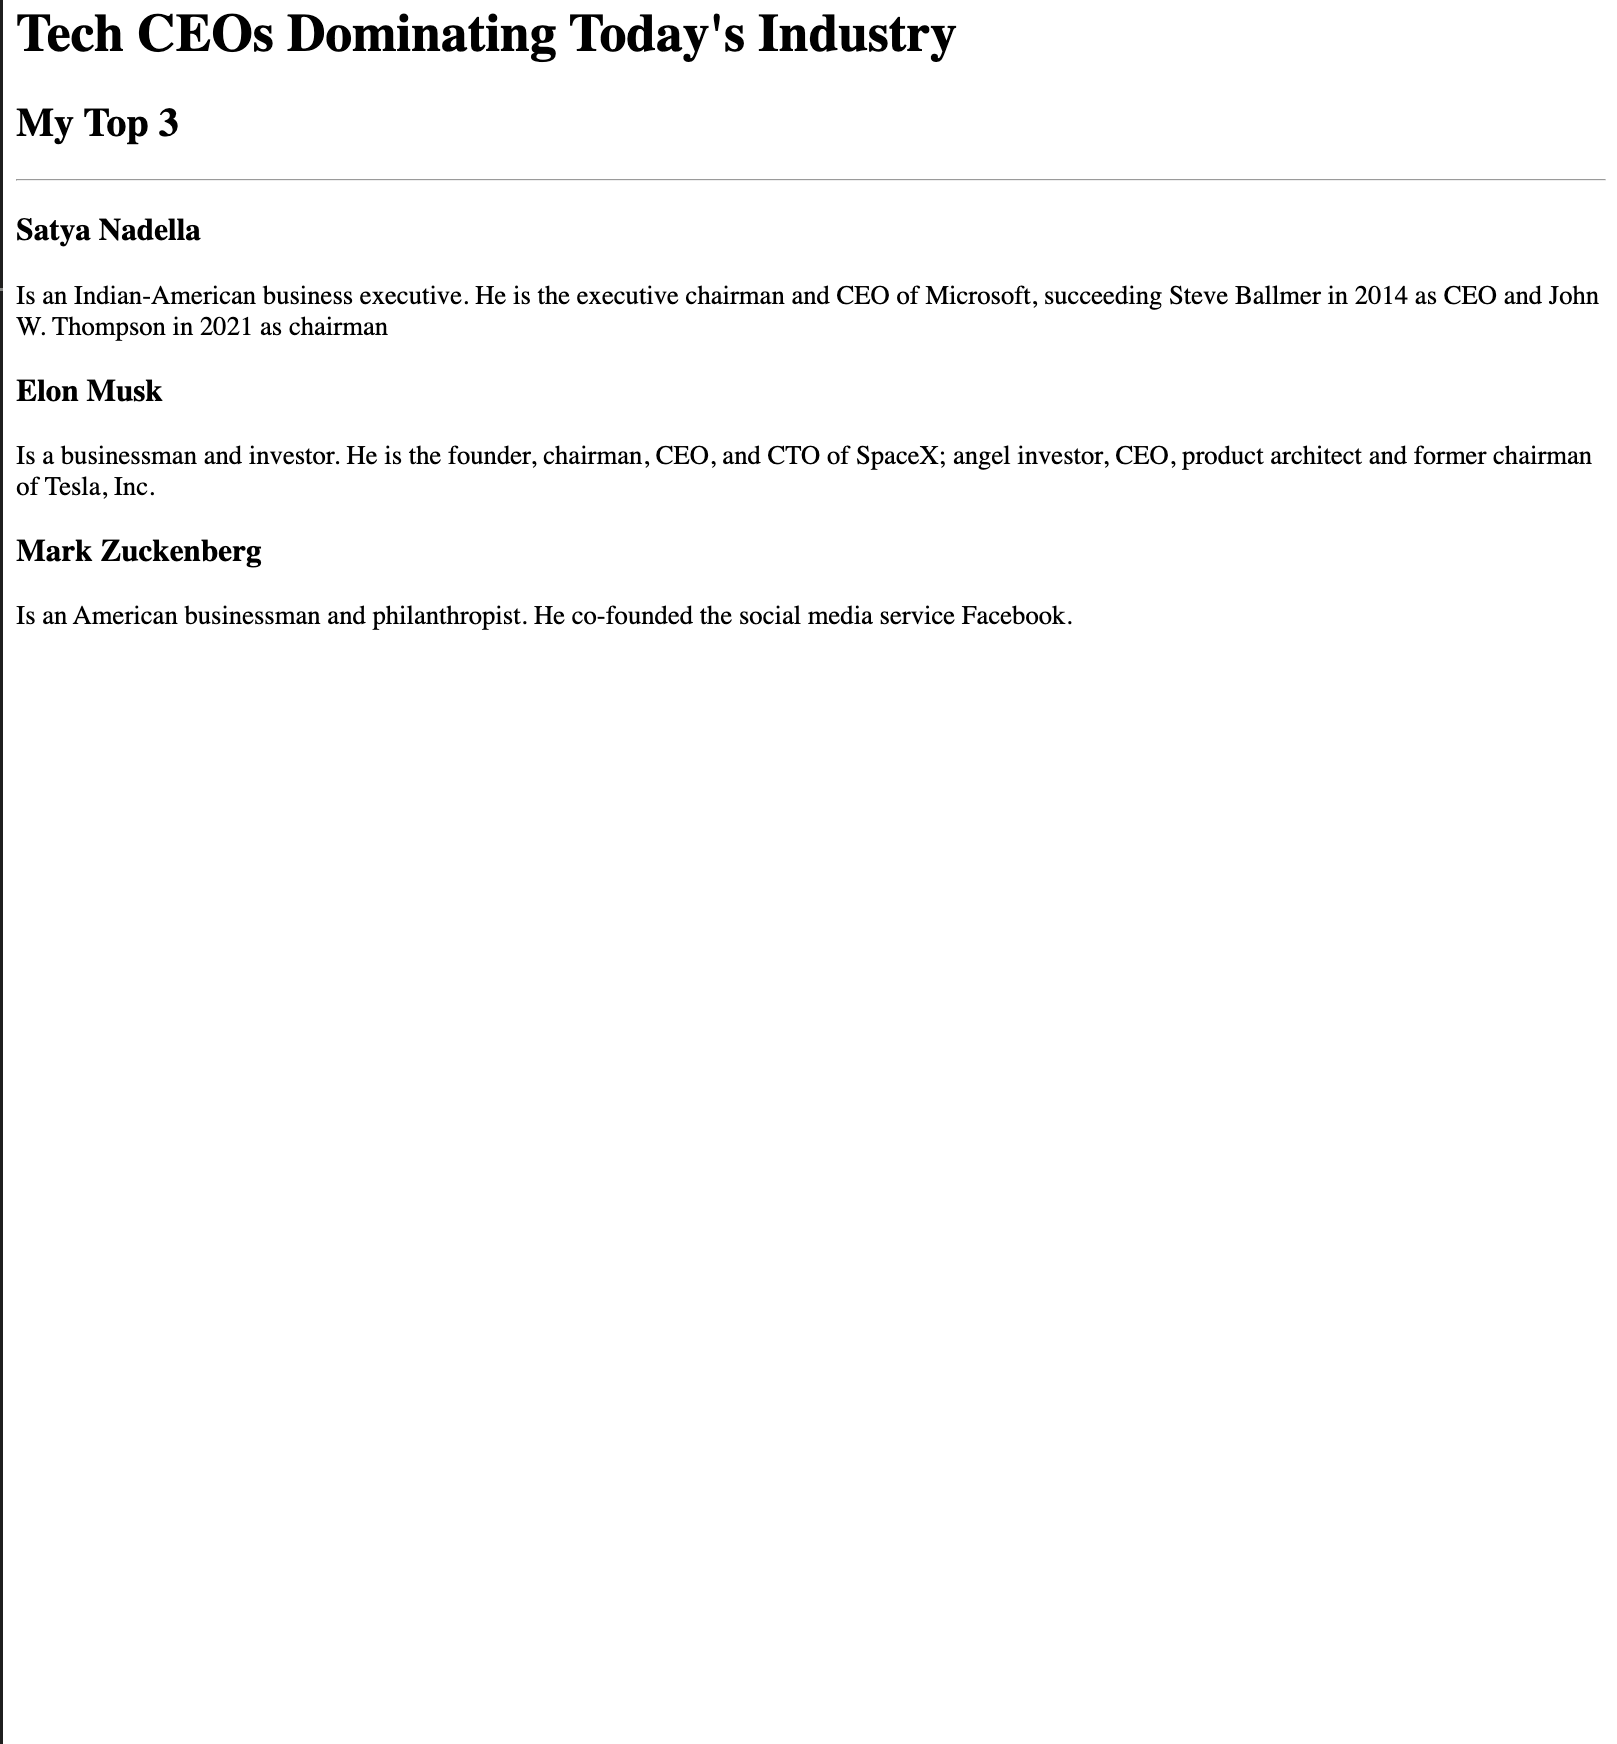 Tech CEOs Dominating Today's Industry
My Top 3
Satya Nadella
Is an Indian-American business executive. He is the executive chairman and CEO of Microsoft, succeeding Steve Ballmer in 2014 as CEO and John
W. Thompson in 2021 as chairman
Elon Musk
Is a businessman and investor. He is the founder, chairman, CEO, and CTO of SpaceX; angel investor, CEO, product architect and former chairman
of Tesla, Inc.
Mark Zuckenberg
Is an American businessman and philanthropist. He co-founded the social media service Facebook.